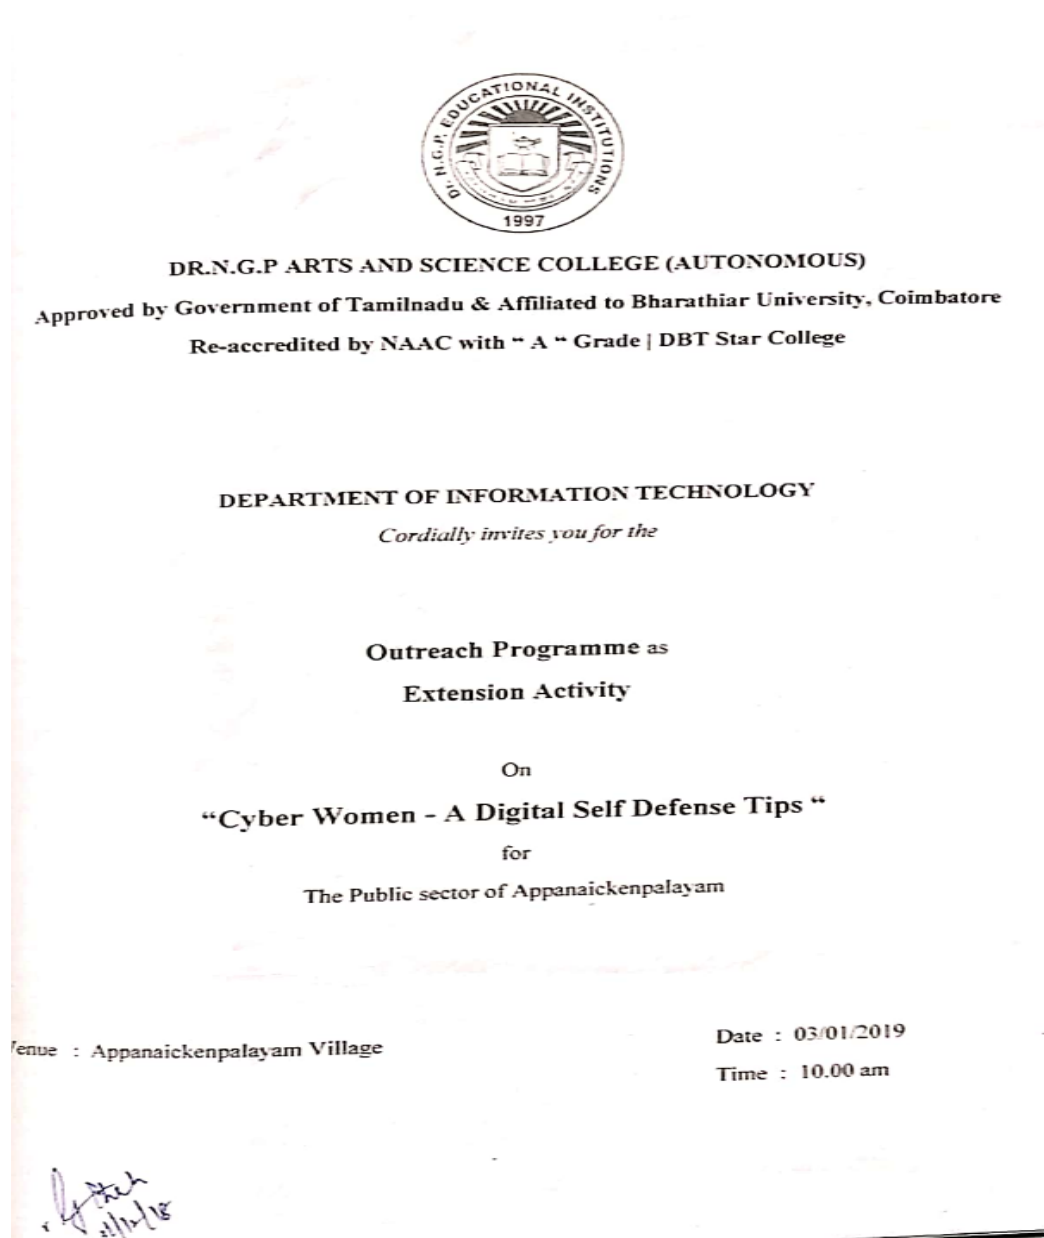 Dr. N.G.P. EDUCATIONAL INSTITUTIONS
1997
DR.N.G.P ARTS AND SCIENCE COLLEGE (AUTONOMOUS)
Approved by Government of Tamilnadu & Affiliated to Bharathiar University, Coimbatore
Re-accredited by NAAC with “ A “ Grade | DBT Star College
DEPARTMENT OF INFORMATION TECHNOLOGY
Cordially invites you for the
Outreach Programme as
Extension Activity
On
“Cyber Women - A Digital Self Defense Tips “
for
The Public sector of Appanaickenpalayam
enue : Appanaickenpalayam Village
Date : 03/01/2019
Time : 10.00 am